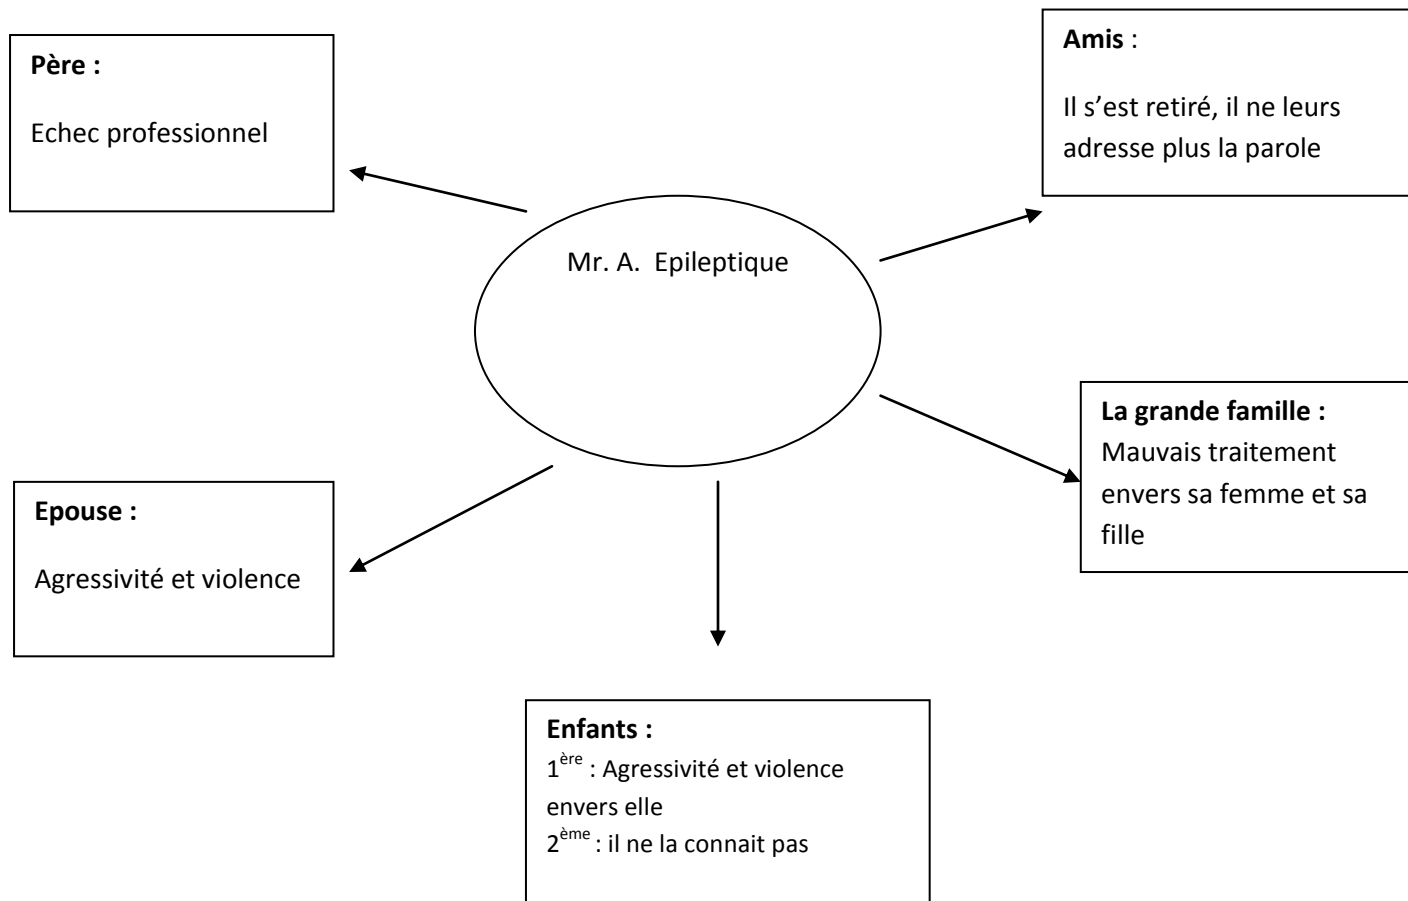 Père :
Echec professionnel
Amis :
Il s’est retiré, il ne leurs
adresse plus la parole
Mr. A. Epileptique
La grande famille :
Mauvais traitement
envers sa femme et sa
fille
Epouse :
Agressivité et violence
Enfants :
1ère : Agressivité et violence
envers elle
2ème : il ne la connait pas